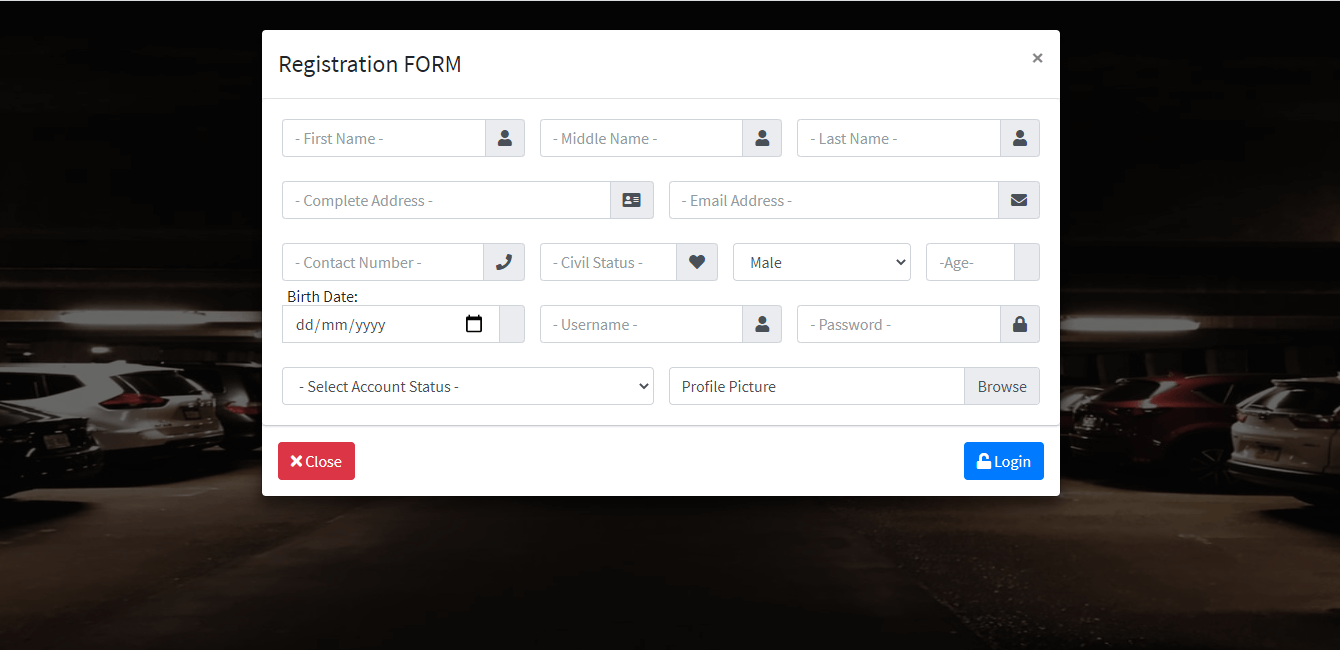 Registration FORM ×
- First Name - - Middle Name - - Last Name -
- Complete Address - - Email Address -
- Contact Number - - Civil Status - Male -Age-
Birth Date:
dd/mm/yyyy - Username - - Password -
- Select Account Status - Profile Picture Browse
Close Login